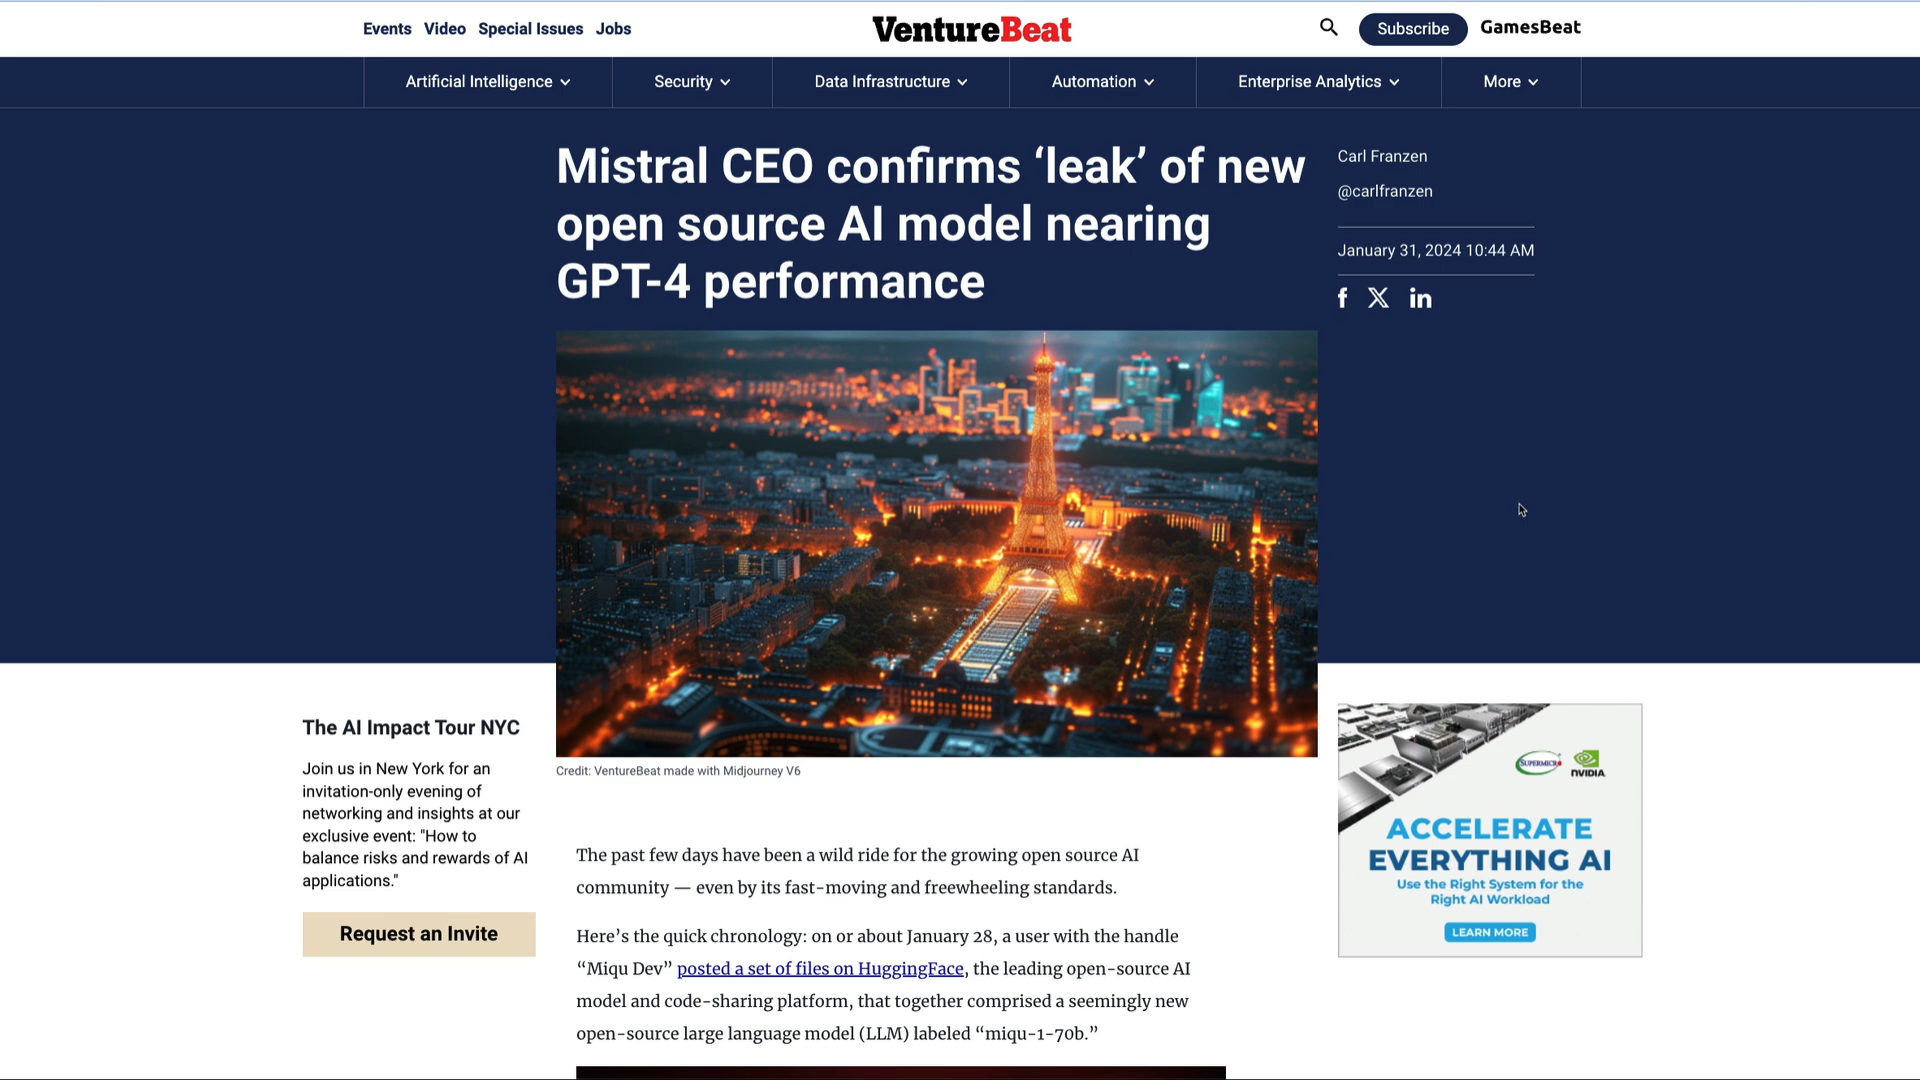 Events Video Special Issues Jobs
VentureBeat
Subscribe
GamesBeat
Artificial Intelligence
Security
Data Infrastructure
Automation
Enterprise Analytics
More
Mistral CEO confirms ‘leak’ of new
open source AI model nearing
GPT-4 performance
Carl Franzen
@carlfranzen
January 31, 2024 10:44 AM
Credit: VentureBeat made with Midjourney V6
The AI Impact Tour NYC
Join us in New York for an
invitation-only evening of
networking and insights at our
exclusive event: "How to
balance risks and rewards of AI
applications."
Request an Invite
The past few days have been a wild ride for the growing open source AI
community — even by its fast-moving and freewheeling standards.
Here’s the quick chronology: on or about January 28, a user with the handle
“Miqu Dev” posted a set of files on HuggingFace, the leading open-source AI
model and code-sharing platform, that together comprised a seemingly new
open-source large language model (LLM) labeled “miqu-1-70b.”
SUPERMICR
NVIDIA
ACCELERATE
EVERYTHING AI
Use the Right System for the
Right AI Workload
LEARN MORE